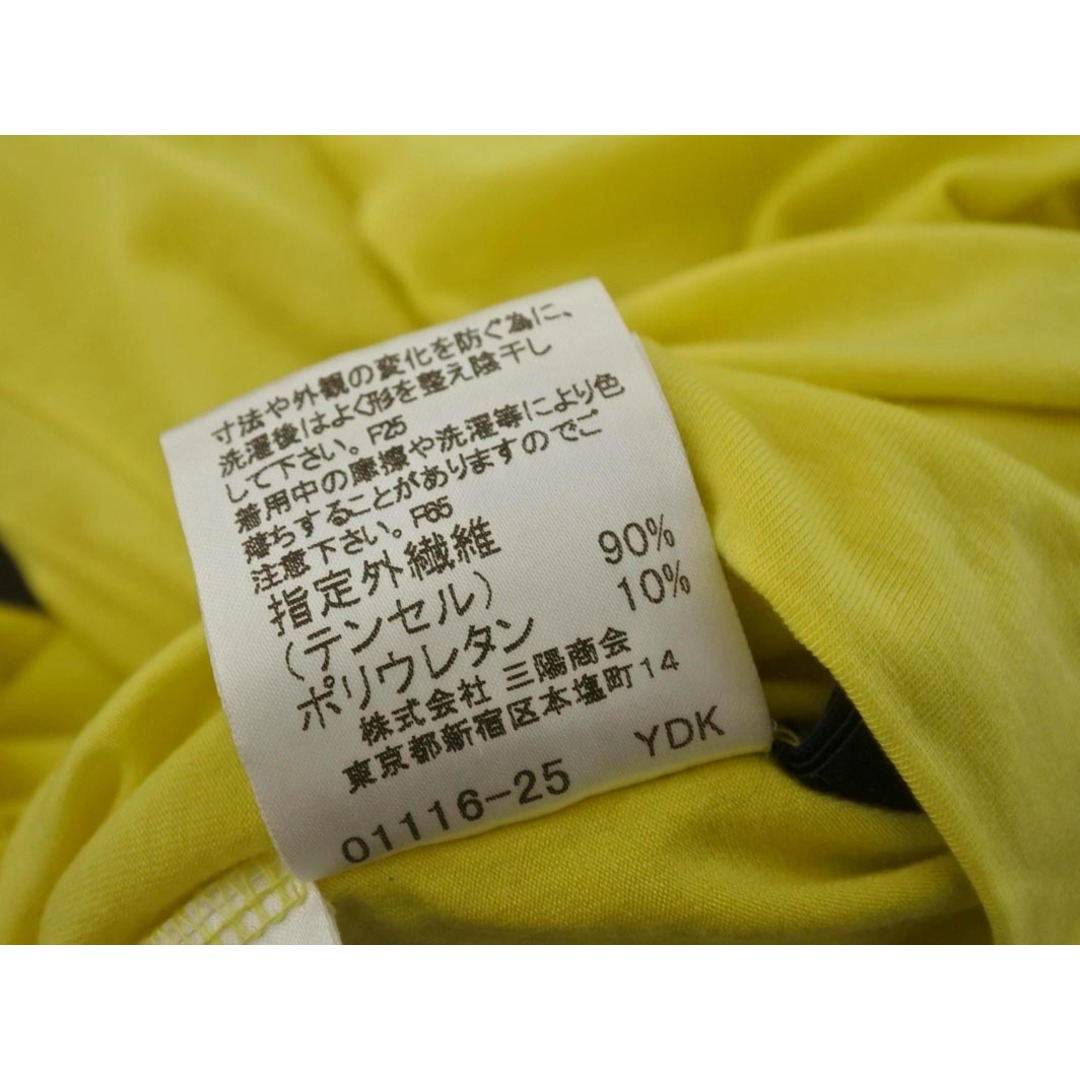 寸法や外観の変化を防ぐ為に、
洗濯後はよく形を整え陰干し
して下さい。F25
着用中の摩擦や洗濯等により色
落ちすることがありますのでご
注意下さい。F65
指定外繊維 90%
(テンセル)
ポリウレタン 10%
株式会社 三陽商会
東京都新宿区本塩町14
01116-25 YDK